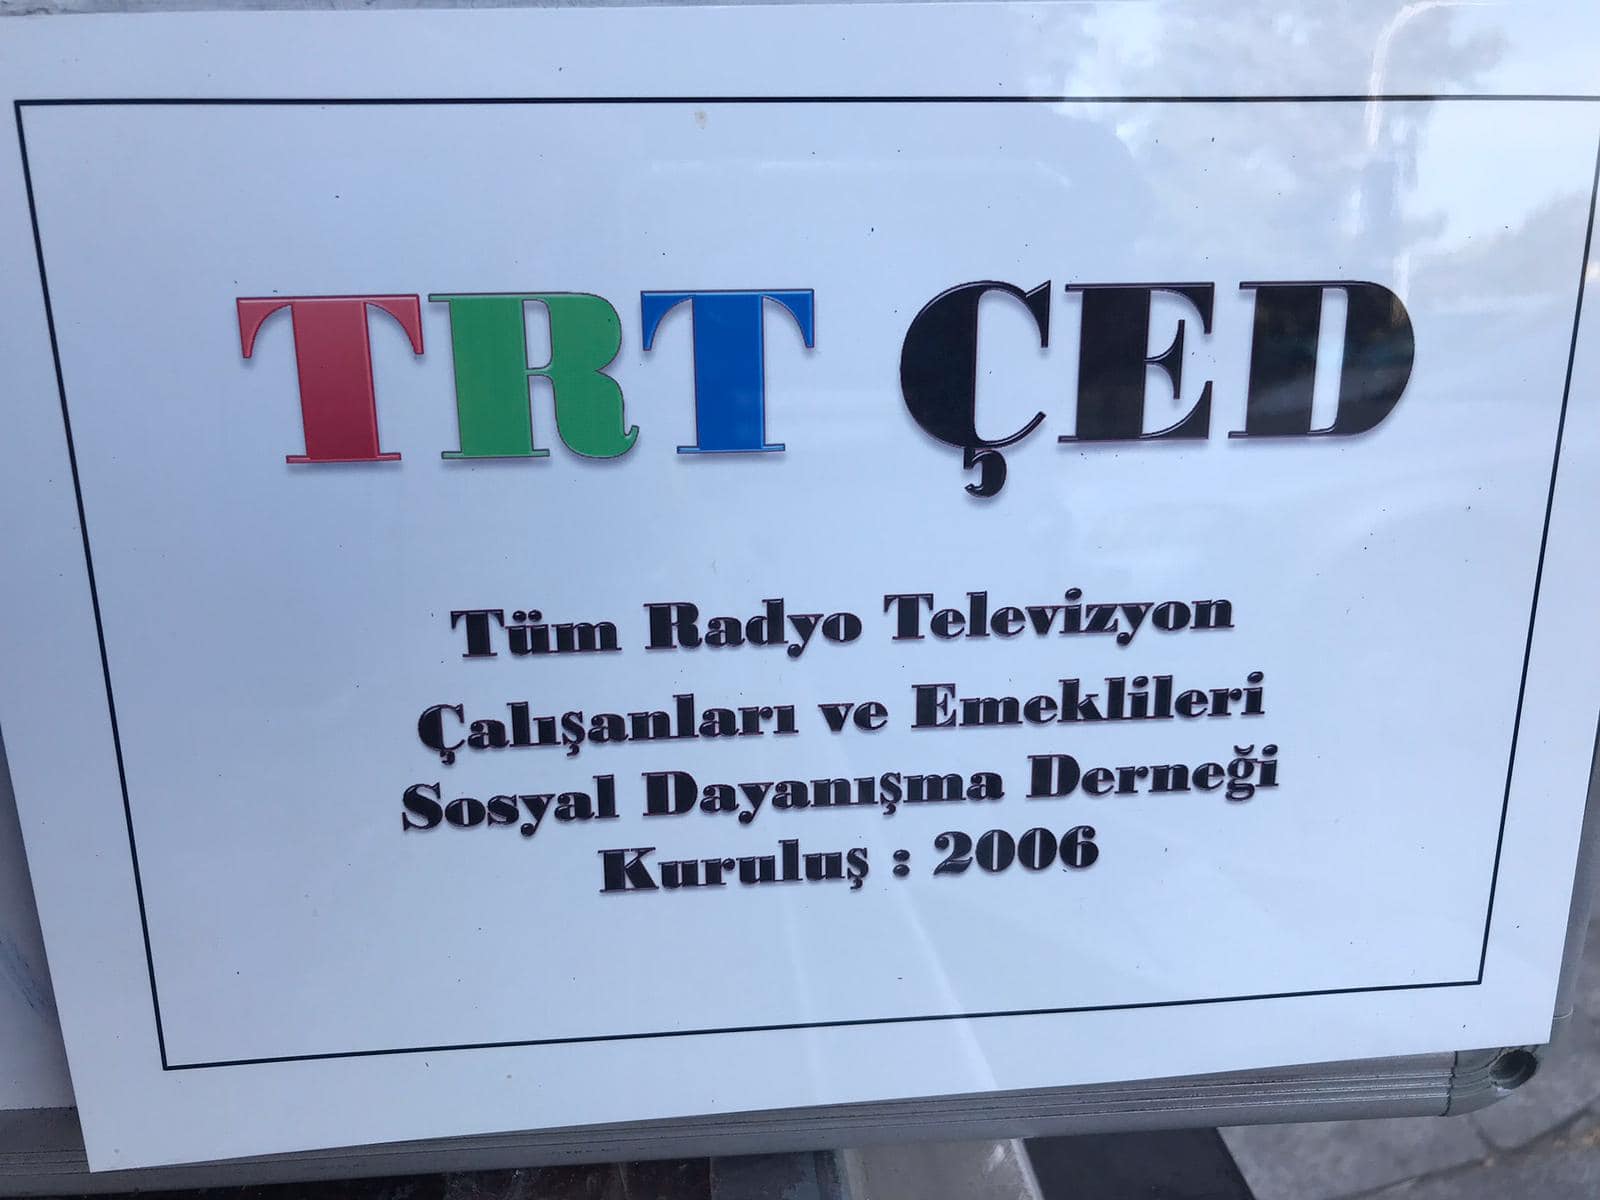 TRT ÇED
Tüm Radyo Televizyon
Çalışanları ve Emeklileri
Sosyal Dayanışma Derneği
Kuruluş : 2006